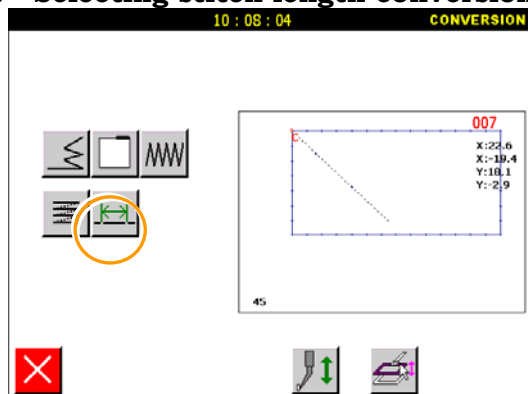 Selecting stitch length conversion
10 : 08 : 04 CONVERSION
007
X:22.6
X:-19.4
Y:18.1
Y:-2.9
45